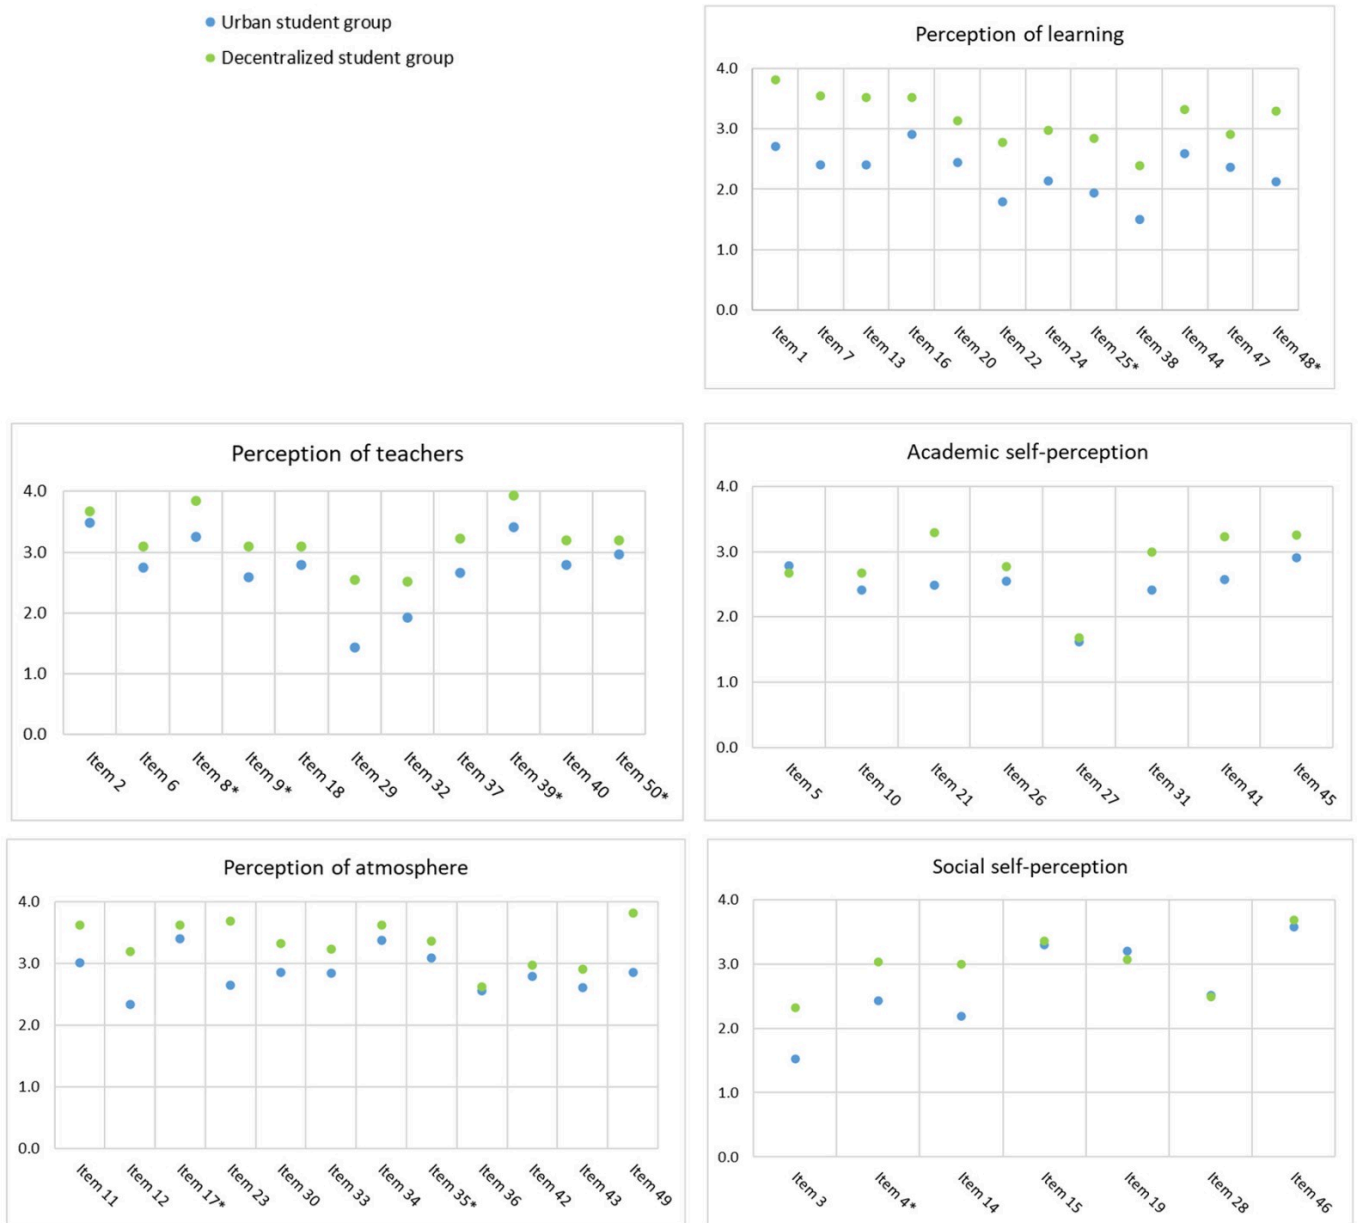 Urban student group
Decentralized student group
Perception of learning
4.0
3.0
2.0
1.0
0.0
Item 1
Item 7
Item 13
Item 16
Item 20
Item 22
Item 24
Item 25*
Item 38
Item 44
Item 47
Item 48*
Perception of teachers
4.0
3.0
2.0
1.0
0.0
Item 2
Item 6
Item 8*
Item 9*
Item 18
Item 29
Item 32
Item 37
Item 39*
Item 40
Item 50*
Academic self-perception
4.0
3.0
2.0
1.0
0.0
Item 5
Item 10
Item 21
Item 26
Item 27
Item 31
Item 41
Item 45
Perception of atmosphere
4.0
3.0
2.0
1.0
0.0
Item 11
Item 12
Item 17*
Item 23
Item 30
Item 33
Item 34
Item 35*
Item 36
Item 42
Item 43
Item 49
Social self-perception
4.0
3.0
2.0
1.0
0.0
Item 3
Item 4*
Item 14
Item 15
Item 19
Item 28
Item 46